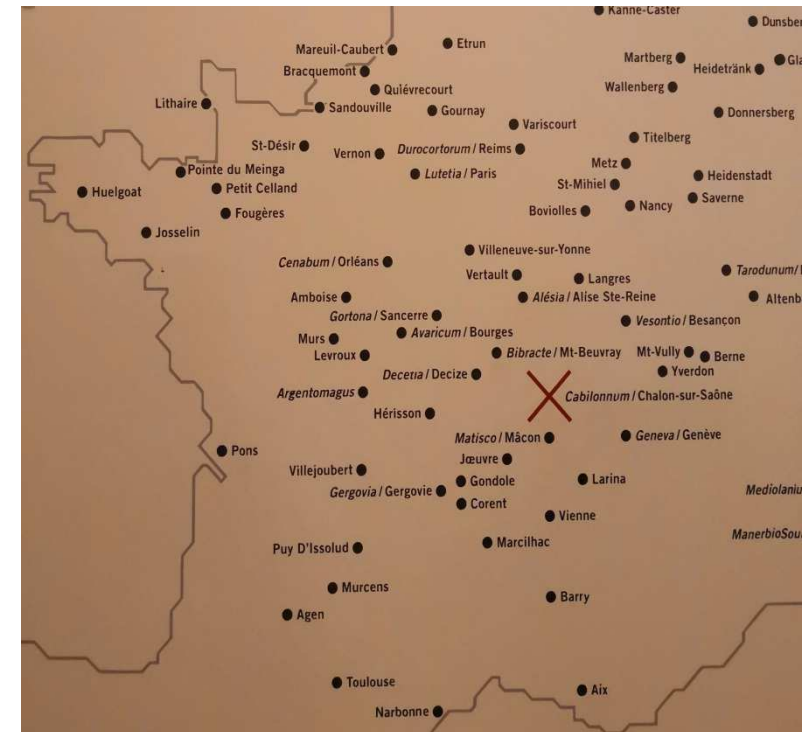 Kanne-Caster
Dunsber
Mareuil-Caubert
Etrun
Martberg
Gla
Bracquemont
Heidetränk
Quiévrecourt
Wallenberg
Lithaire
Sandouville
Gournay
Donnersberg
Variscourt
Titelberg
St-Désir
Vernon
Durocortorum / Reims
Metz
Pointe du Meinga
Lutetia / Paris
Heidenstadt
St-Mihiel
Huelgoat
Petit Celland
Saverne
Nancy
Boviolles
Fougères
Josselin
Villeneuve-sur-Yonne
Cenabum / Orléans
Vertault
Langres
Tarodunum /
Amboise
Alésia / Alise Ste-Reine
Altenb
Gortona / Sancerre
Vesontio / Besançon
Avaricum / Bourges
Murs
Levroux
Bibracte / Mt-Beuvray
Mt-Vully
Berne
Decetia / Decize
Yverdon
Argentomagus
Cabilonnum / Chalon-sur-Saône
Hérisson
Matisco / Mâcon
Geneva / Genève
Pons
Jœuvre
Villejoubert
Gondole
Larina
Gergovia / Gergovie
Mediolaniu
Corent
Vienne
ManerbioSou
Marcilhac
Puy D'Issolud
Murcens
Barry
Agen
Toulouse
Aix
Narbonne